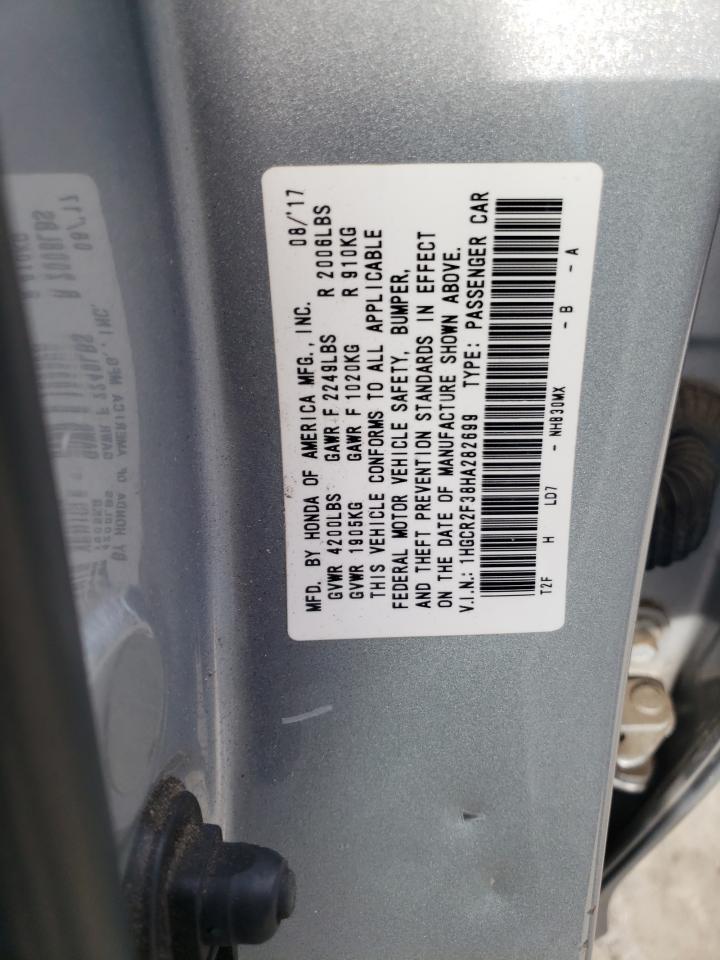 MFD. BY HONDA OF AMERICA MFG., INC. 08/'17
GVWR 4200LBS GAWR F 2249LBS R 2006LBS
GVWR 1905KG GAWR F 1020KG R 910KG
THIS VEHICLE CONFORMS TO ALL APPLICABLE
FEDERAL MOTOR VEHICLE SAFETY, BUMPER,
AND THEFT PREVENTION STANDARDS IN EFFECT
ON THE DATE OF MANUFACTURE SHOWN ABOVE.
V.I.N.: 1HGCR2F38HA282699 TYPE: PASSENGER CAR
T2F H LD7 - NH830MX - B - A